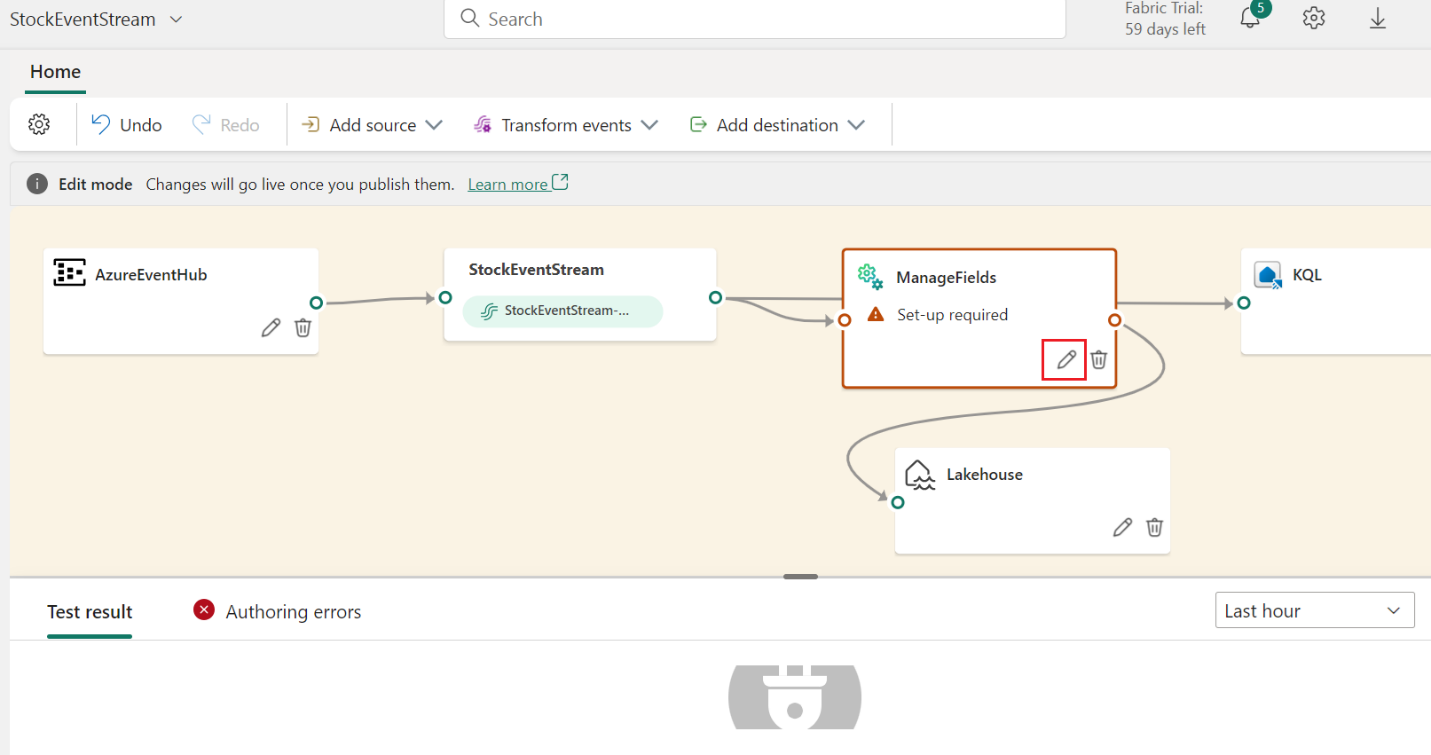 StockEventStream
Search
Fabric Trial:
59 days left
5
Home
Undo
Redo
Add source
Transform events
Add destination
Edit mode Changes will go live once you publish them. Learn more
AzureEventHub
StockEventStream
StockEventStream-...
ManageFields
Set-up required
KQL
Lakehouse
Test result
Authoring errors
Last hour